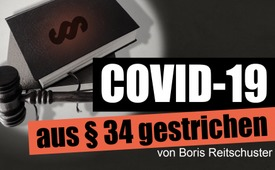 §
COVID-19
aus § 34 gestrichen
von Boris Reitschuster